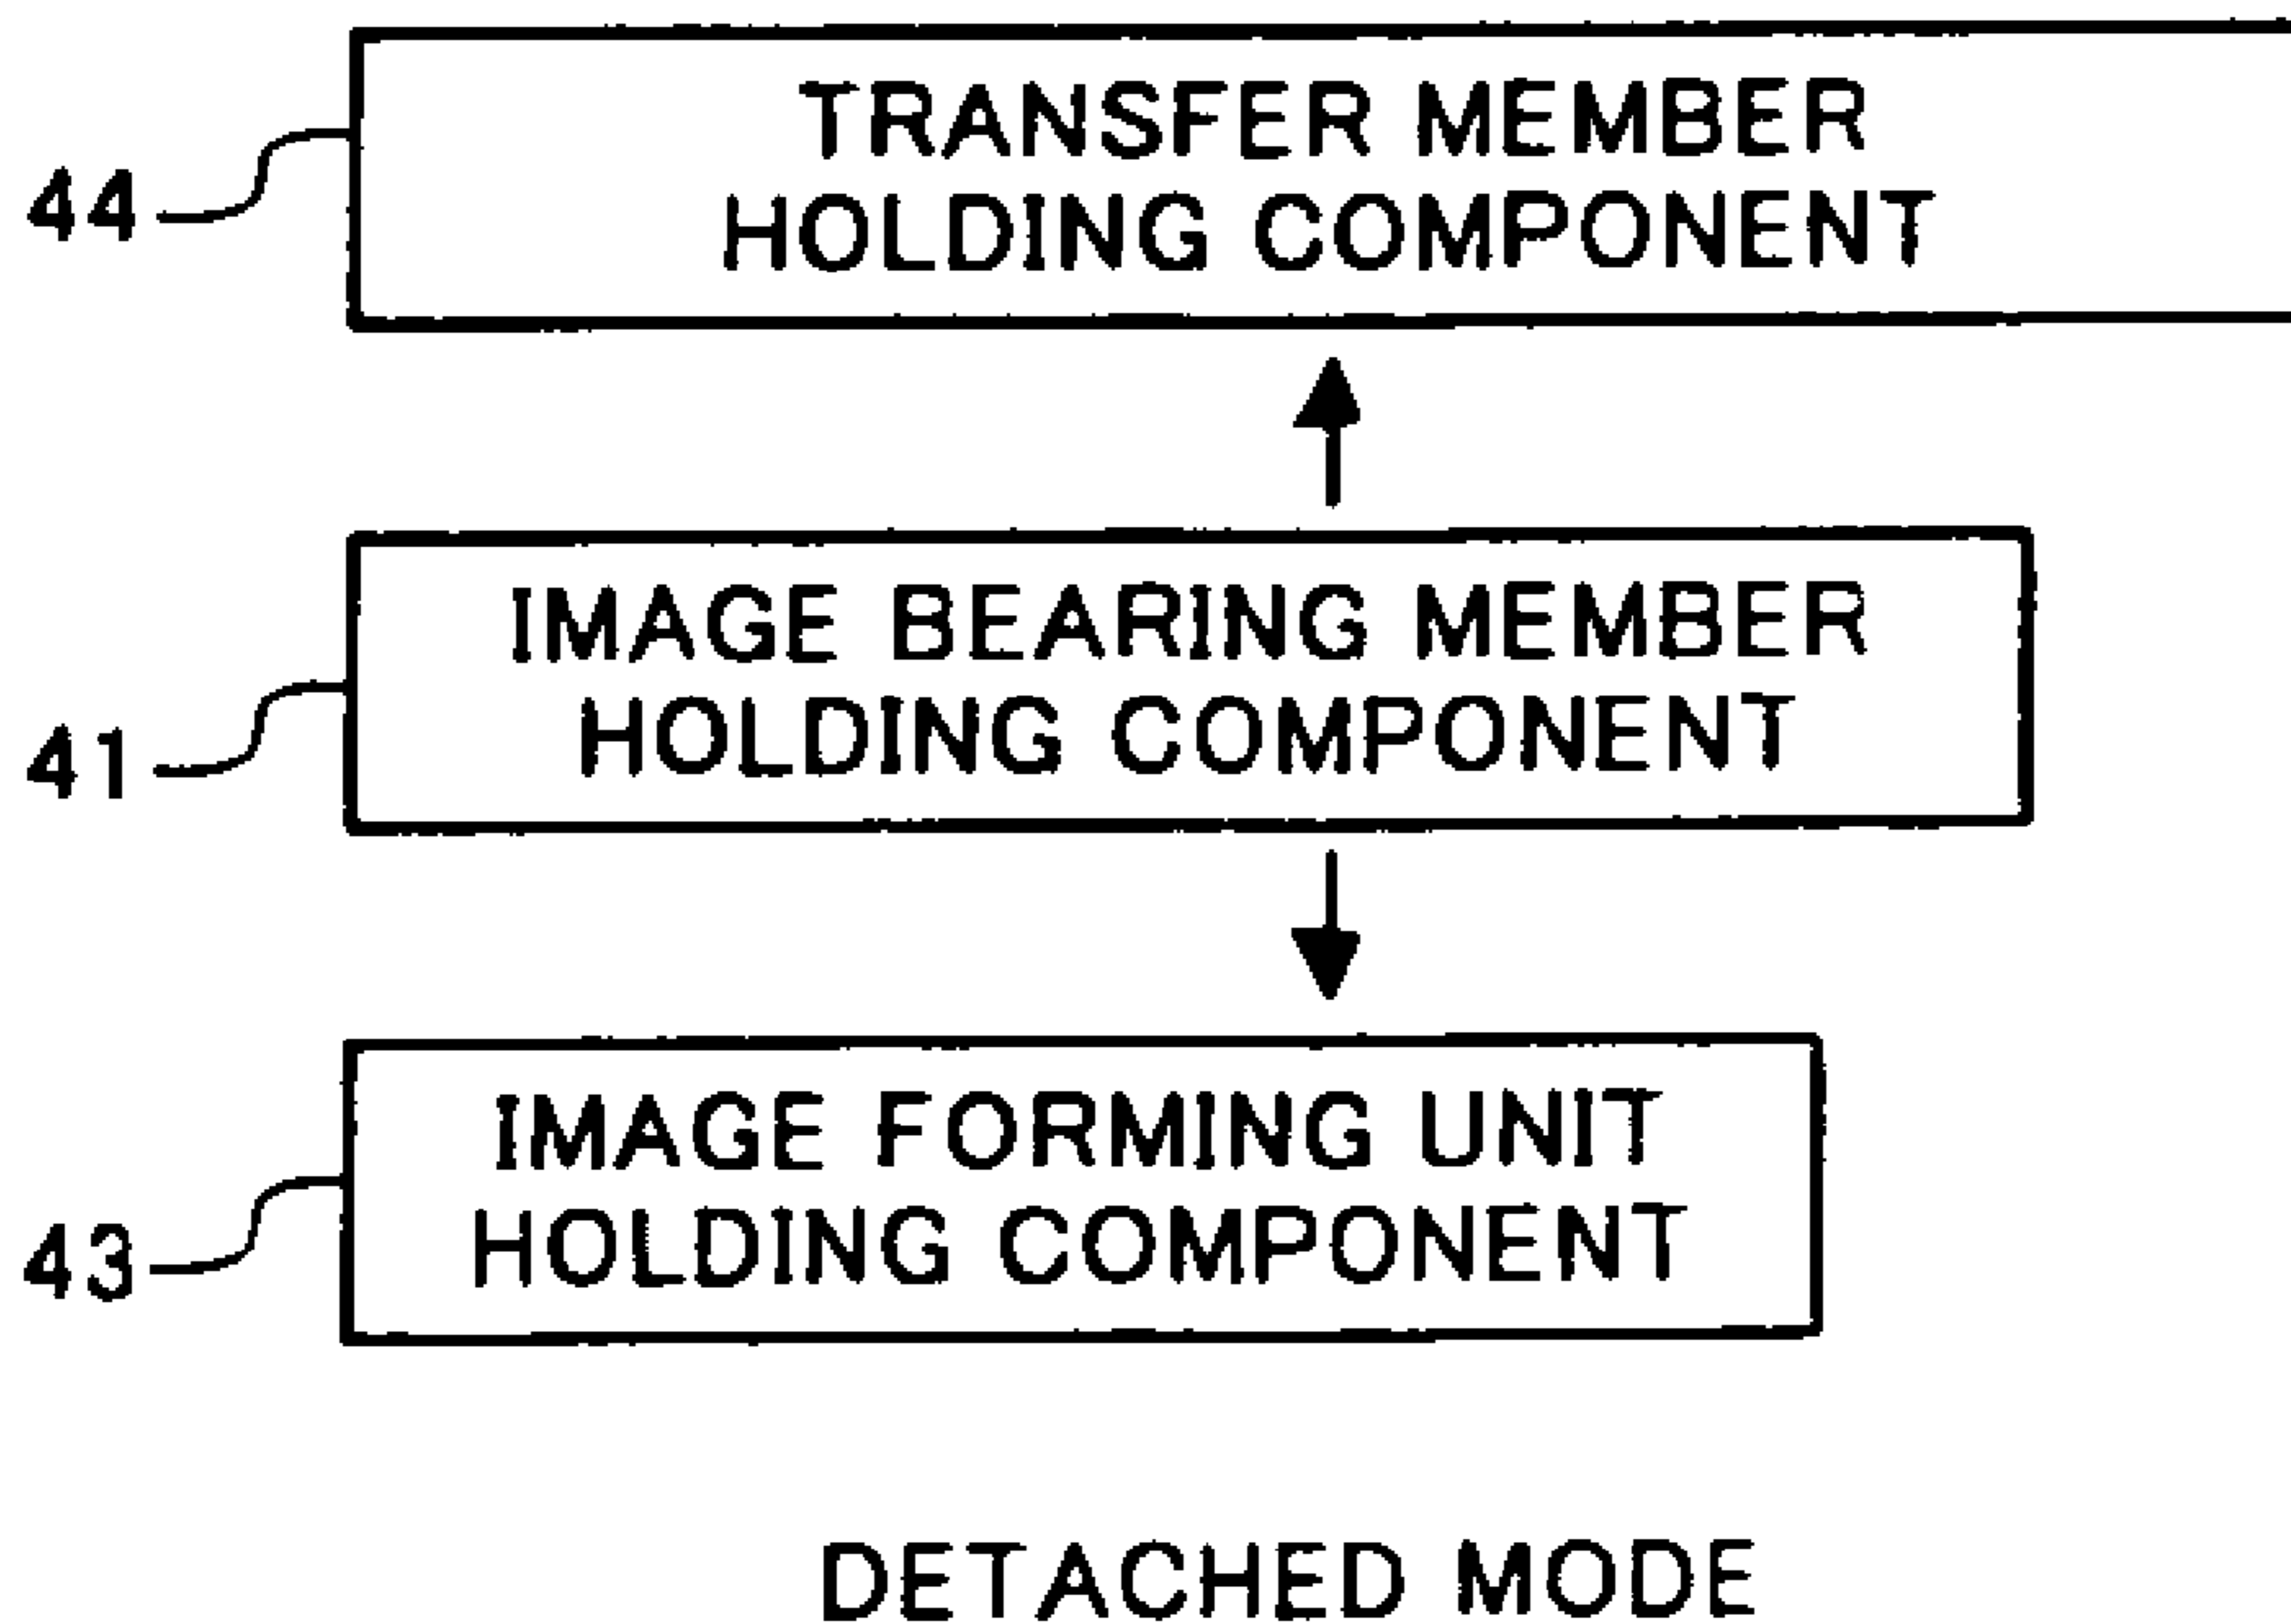 TRANSFER MEMBER
HOLDING COMPONENT
44
IMAGE BEARING MEMBER
HOLDING COMPONENT
41
IMAGE FORMING UNIT
HOLDING COMPONENT
43
DETACHED MODE